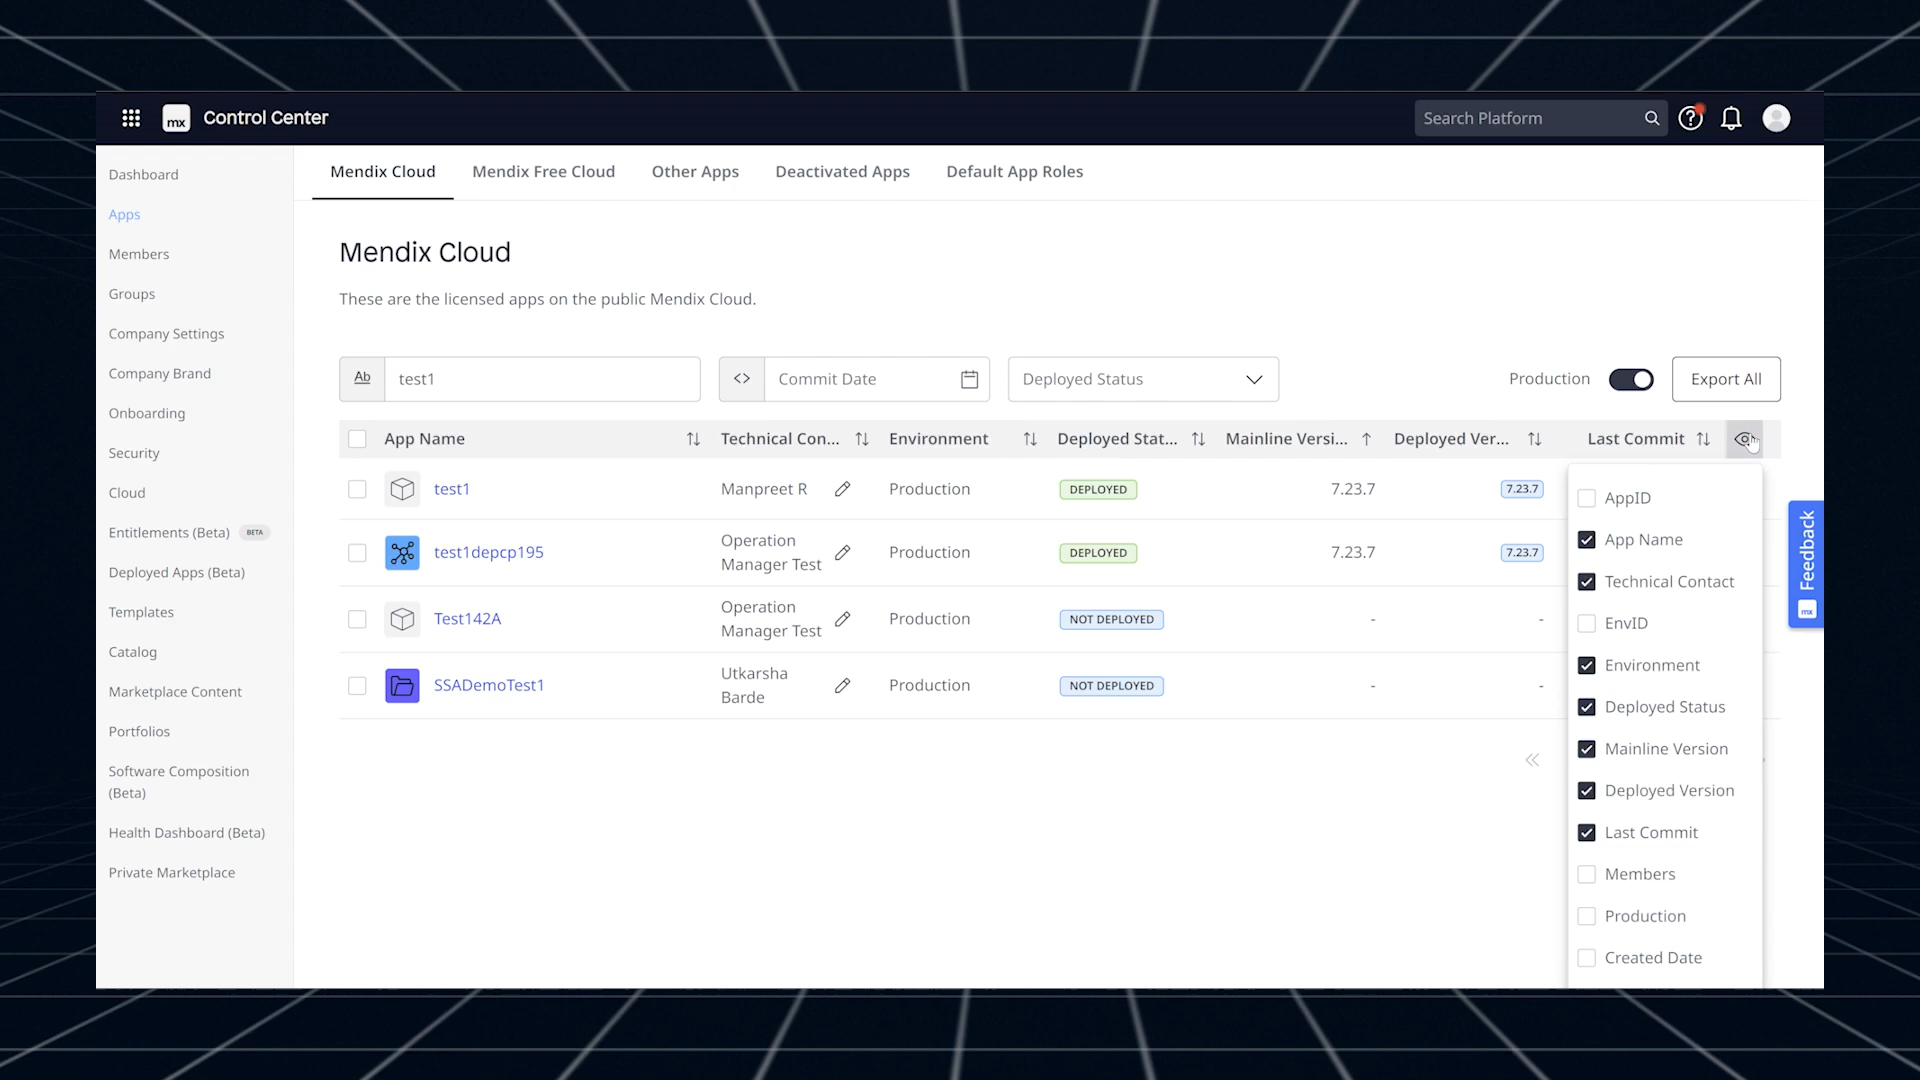 mx Control Center
Search Platform
Dashboard
Apps
Members
Groups
Company Settings
Company Brand
Onboarding
Security
Cloud
Entitlements (Beta) BETA
Deployed Apps (Beta)
Templates
Catalog
Marketplace Content
Portfolios
Software Composition
(Beta)
Health Dashboard (Beta)
Private Marketplace
Mendix Cloud Mendix Free Cloud Other Apps Deactivated Apps Default App Roles
Mendix Cloud
These are the licensed apps on the public Mendix Cloud.
Ab test1 <> Commit Date Deployed Status Production Export All
App Name Technical Con... Environment Deployed Stat... Mainline Versi... Deployed Ver... Last Commit
test1 Manpreet R Production DEPLOYED 7.23.7 7.23.7
test1depcp195 Operation
Manager Test Production DEPLOYED 7.23.7 7.23.7
Test142A Operation
Manager Test Production NOT DEPLOYED - -
SSADemoTest1 Utkarsha
Barde Production NOT DEPLOYED - -
AppID
App Name
Technical Contact
EnvID
Environment
Deployed Status
Mainline Version
Deployed Version
Last Commit
Members
Production
Created Date
Feedback
mx